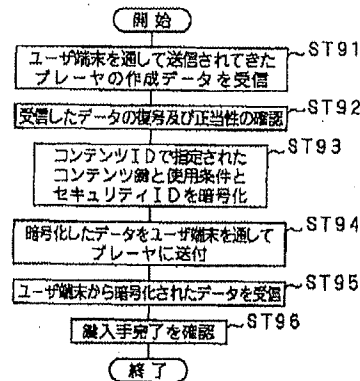 開始
ST91
ユーザ端末を通して送信されてきた
プレーヤの作成データを受信
ST92
受信したデータの復号及び正当性の確認
ST93
コンテンツIDで指定された
コンテンツ鍵と使用条件と
セキュリティIDを暗号化
ST94
暗号化したデータをユーザ端末を通して
プレーヤに送付
ST95
ユーザ端末から暗号化されたデータを受信
ST96
鍵入手完了を確認
終了